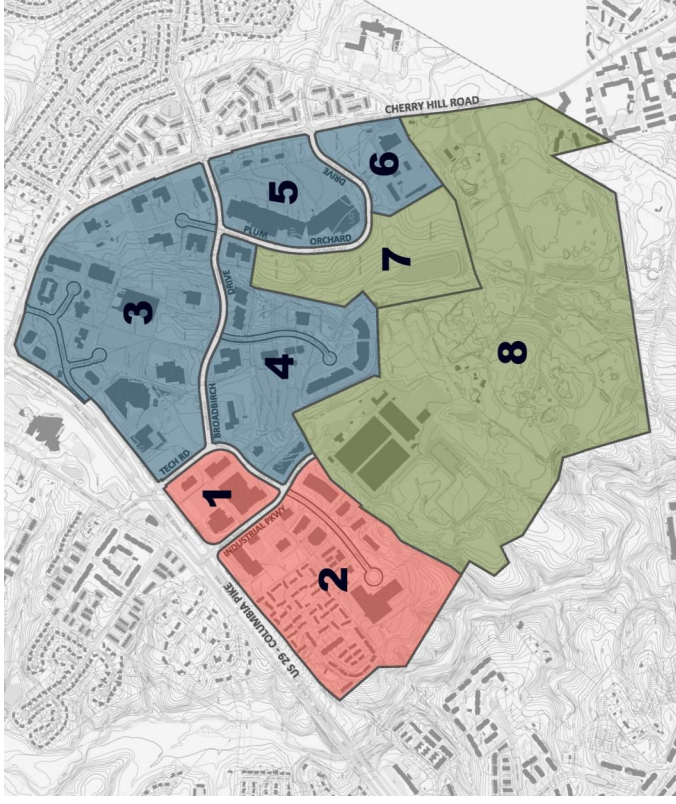 CHERRY HILL ROAD
6
DRIVE
5
PLUM
ORCHARD
7
3
DRIVE
4
8
BROADBIRCH
TECH RD
1
INDUSTRIAL PKWY
2
US 29 - COLUMBIA PIKE